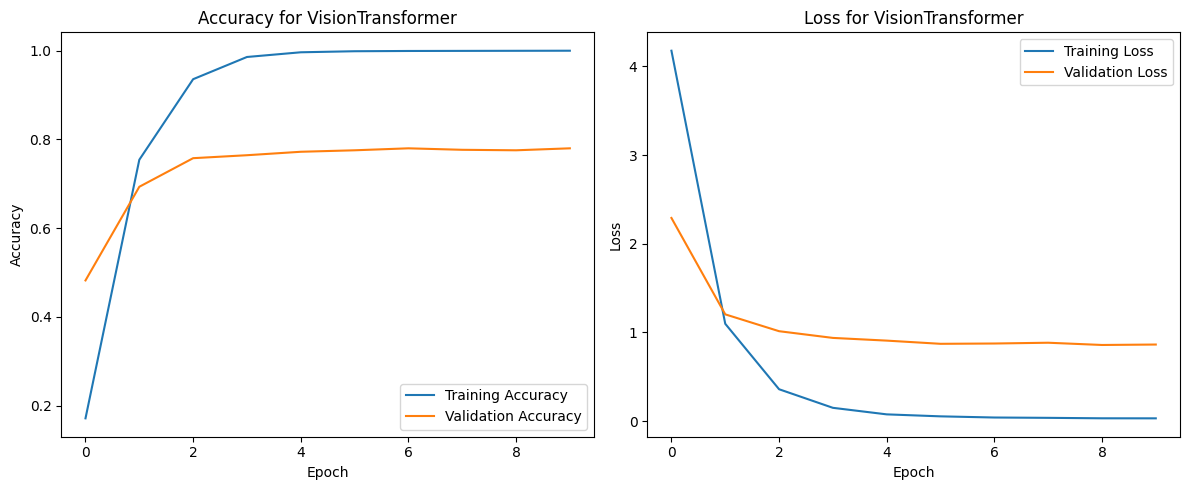 Accuracy for VisionTransformer
1.0
0.8
0.6
0.4
0.2
Accuracy
0
2
4
6
8
Epoch
Training Accuracy
Validation Accuracy
Loss for VisionTransformer
4
3
2
1
0
Loss
0
2
4
6
8
Epoch
Training Loss
Validation Loss